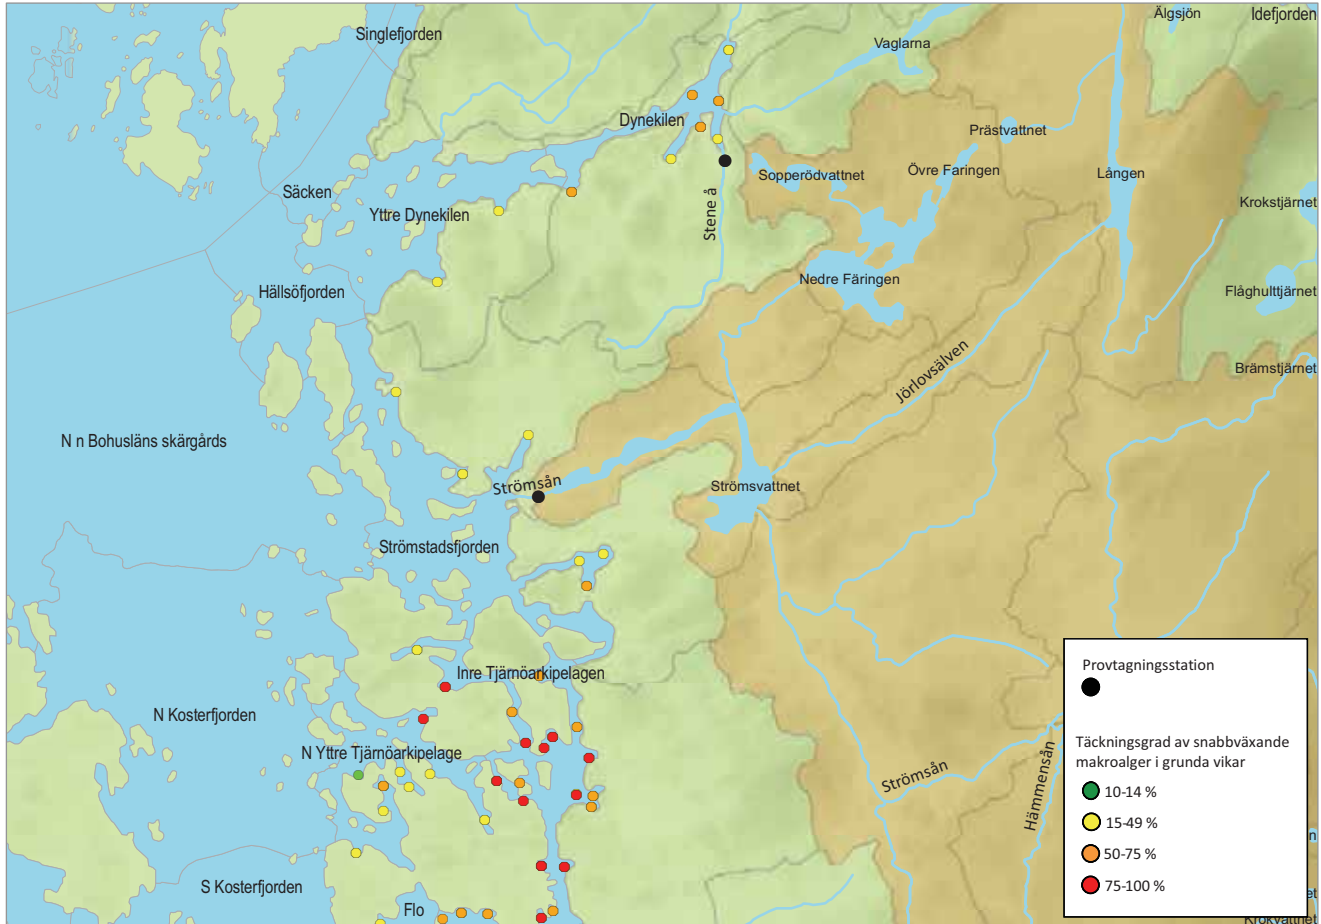 Älgsjön
Idefjorden
Singlefjorden
Vaglarna
Dynekilen
Prästvattnet
Sopperödvattnet
Övre Faringen
Lången
Säcken
Krokstjärnet
Yttre Dynekilen
Stene å
Nedre Färingen
Hällsöfjorden
Flåghulttjärnet
Jörlovsälven
Brämstjärnet
N n Bohusläns skärgårds
Strömsån
Strömsvattnet
Strömstadsfjorden
Inre Tjärnöarkipelagen
N Kosterfjorden
N Yttre Tjärnöarkipelage
Strömsån
Hämmensån
S Kosterfjorden
Flo
Provtagningsstation
Täckningsgrad av snabbväxande
makroalger i grunda vikar
10-14 %
15-49 %
50-75 %
75-100 %
n
et
Krokvattnet